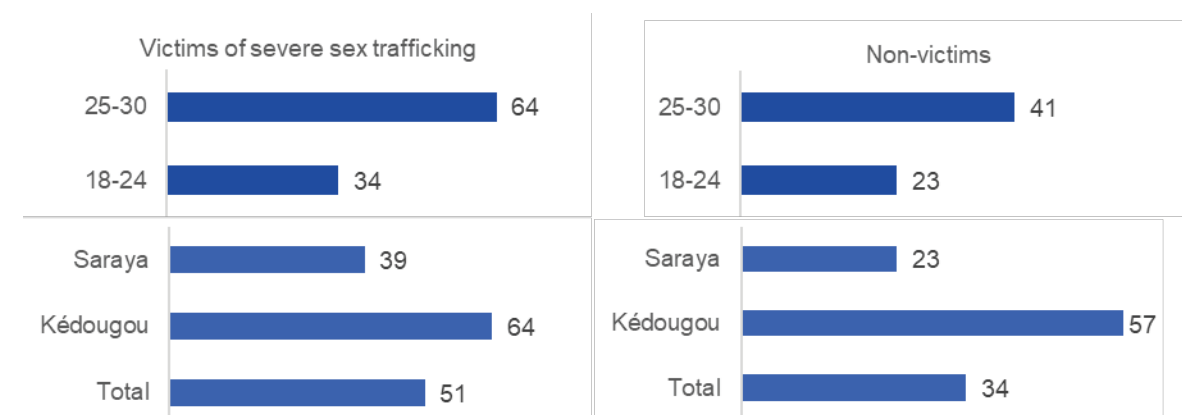 Victims of severe sex trafficking
25-30 64
18-24 34
Saraya 39
Kédougou 64
Total 51
Non-victims
25-30 41
18-24 23
Saraya 23
Kédougou 57
Total 34